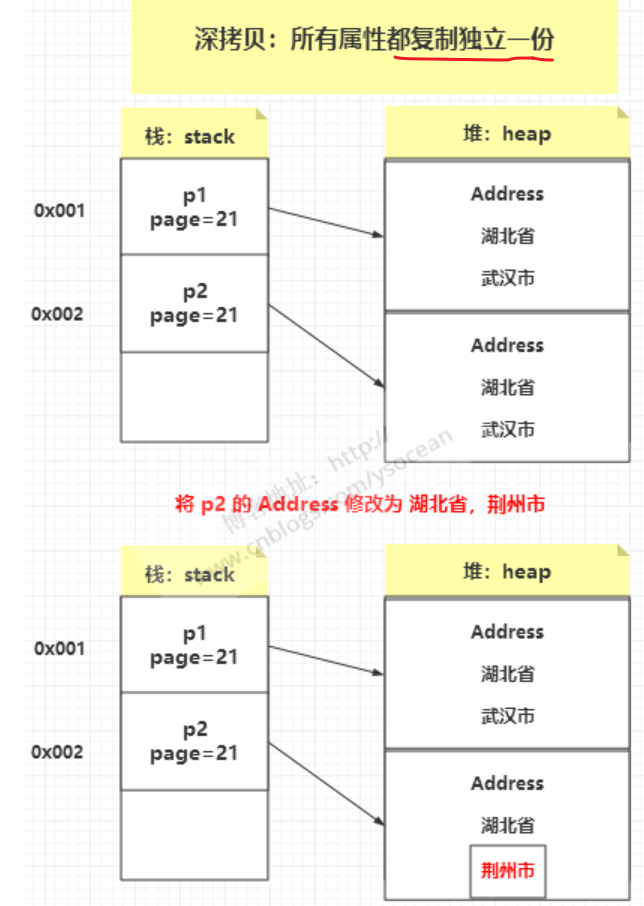 深拷贝：所有属性都复制独立一份
栈：stack
堆：heap
0x001
p1
page=21
Address
湖北省
武汉市
0x002
p2
page=21
Address
湖北省
武汉市
博客地址：http://
www.cnblogs.com/ysocean
将 p2 的 Address 修改为 湖北省，荆州市
栈：stack
堆：heap
0x001
p1
page=21
Address
湖北省
武汉市
0x002
p2
page=21
Address
湖北省
荆州市